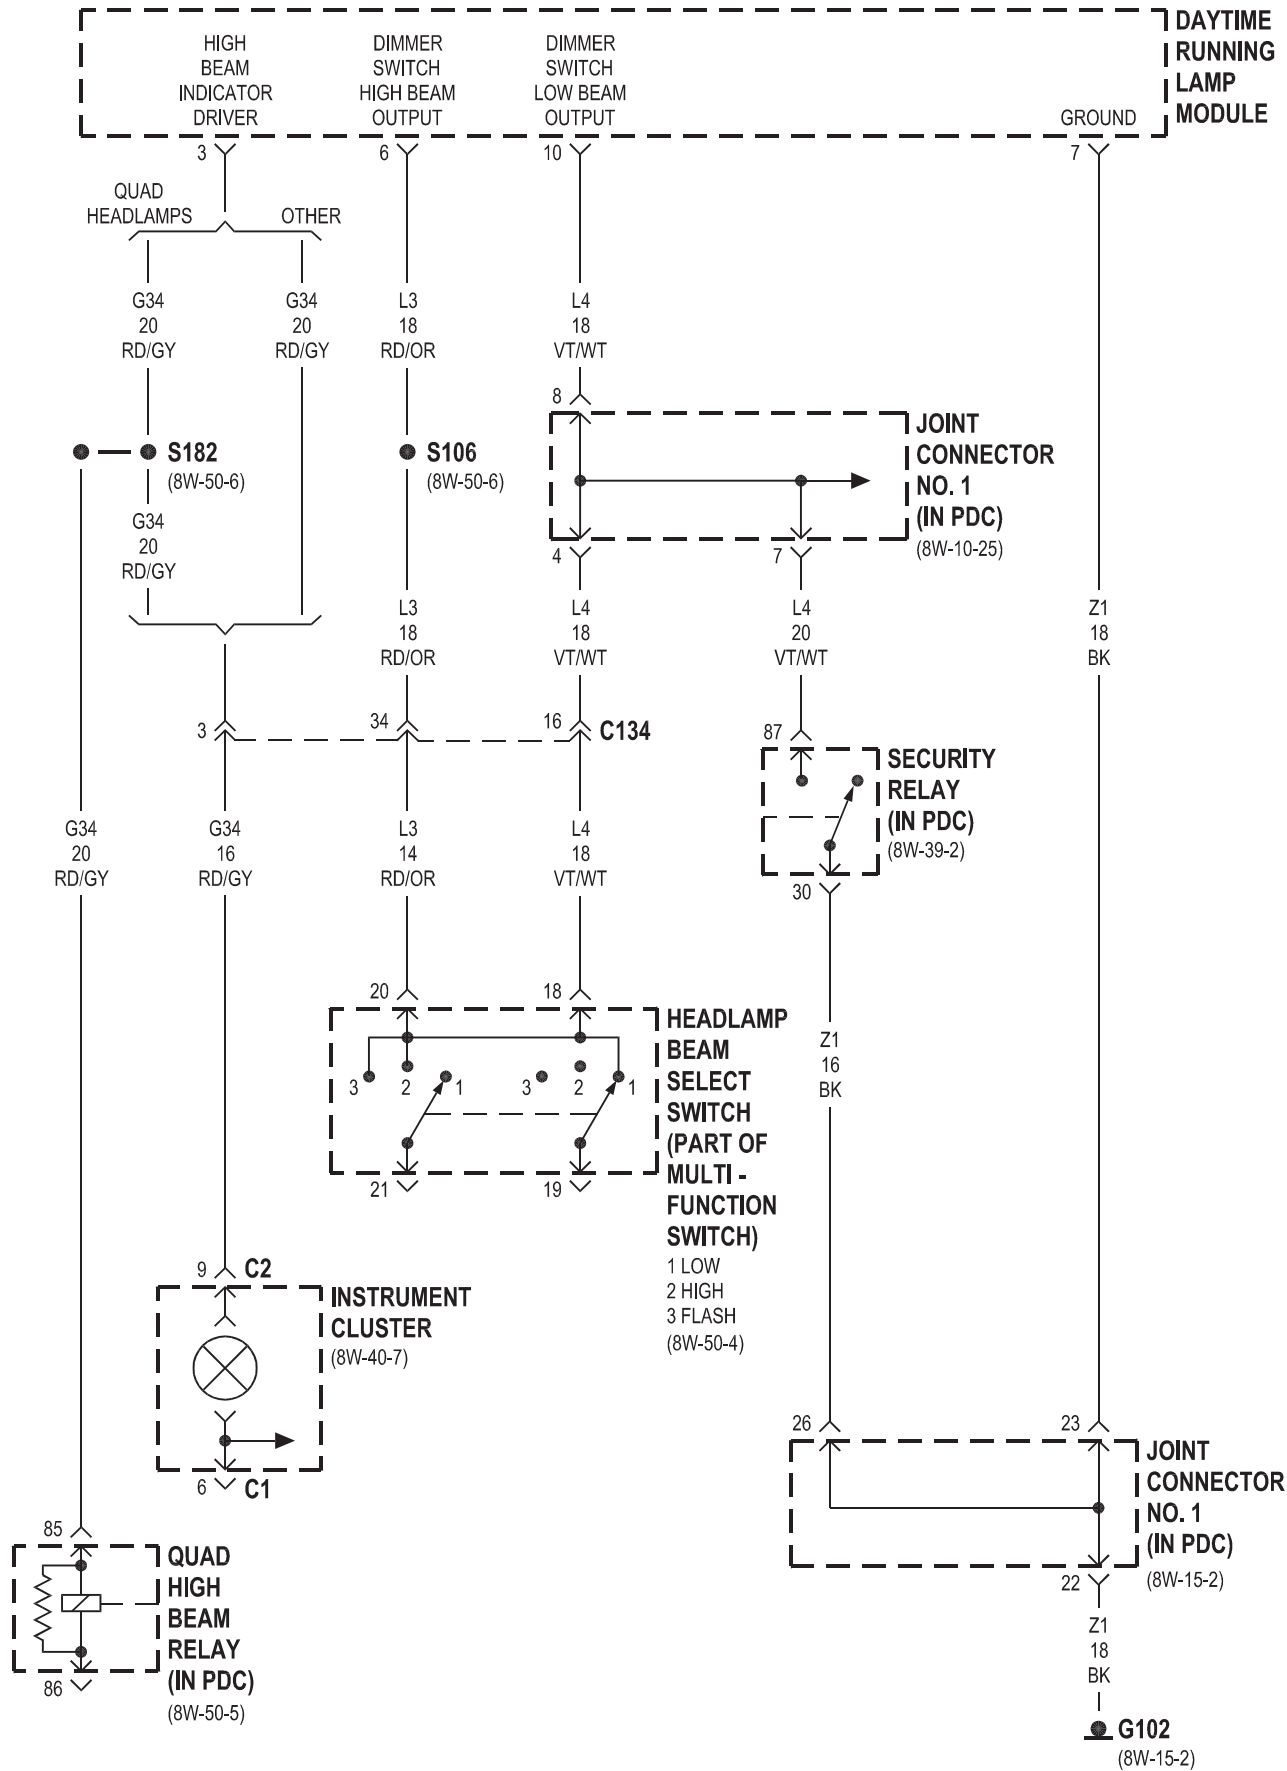 DAYTIME
RUNNING
LAMP
MODULE
HIGH
BEAM
INDICATOR
DRIVER
DIMMER
SWITCH
HIGH BEAM
OUTPUT
DIMMER
SWITCH
LOW BEAM
OUTPUT
GROUND
3
6
10
7
QUAD
HEADLAMPS
OTHER
G34
20
RD/GY
G34
20
RD/GY
L3
18
RD/OR
L4
18
VT/WT
8
JOINT
CONNECTOR
NO. 1
(IN PDC)
(8W-10-25)
S182
(8W-50-6)
S106
(8W-50-6)
G34
20
RD/GY
4
7
L3
18
RD/OR
L4
18
VT/WT
L4
20
VT/WT
Z1
18
BK
3
34
16
C134
87
SECURITY
RELAY
(IN PDC)
(8W-39-2)
30
G34
20
RD/GY
G34
16
RD/GY
L3
14
RD/OR
L4
18
VT/WT
20
18
HEADLAMP
BEAM
SELECT
SWITCH
(PART OF
MULTI -
FUNCTION
SWITCH)
1 LOW
2 HIGH
3 FLASH
(8W-50-4)
3
2
1
3
2
1
21
19
Z1
16
BK
9
C2
INSTRUMENT
CLUSTER
(8W-40-7)
6
C1
26
23
JOINT
CONNECTOR
NO. 1
(IN PDC)
(8W-15-2)
22
85
QUAD
HIGH
BEAM
RELAY
(IN PDC)
(8W-50-5)
86
Z1
18
BK
G102
(8W-15-2)